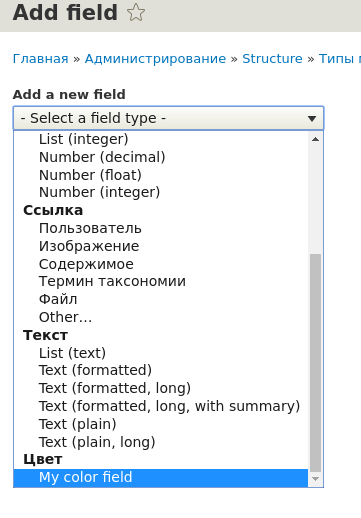 Add field
Главная » Администрирование » Structure » Типы
Add a new field
- Select a field type -
List (integer)
Number (decimal)
Number (float)
Number (integer)
Ссылка
Пользователь
Изображение
Содержимое
Термин таксономии
Файл
Other…
Текст
List (text)
Text (formatted)
Text (formatted, long)
Text (formatted, long, with summary)
Text (plain)
Text (plain, long)
Цвет
My color field